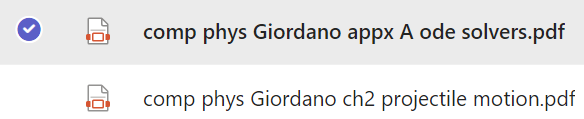 comp phys Giordano appx A ode solvers.pdf
comp phys Giordano ch2 projectile motion.pdf